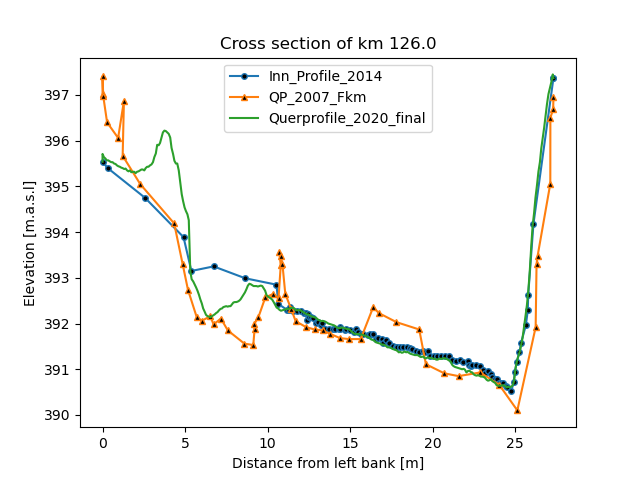 Cross section of km 126.0
Inn_Profile_2014
QP_2007_Fkm
Querprofile_2020_final
397
396
395
394
393
392
391
390
Elevation [m.a.s.l]
0 5 10 15 20 25
Distance from left bank [m]